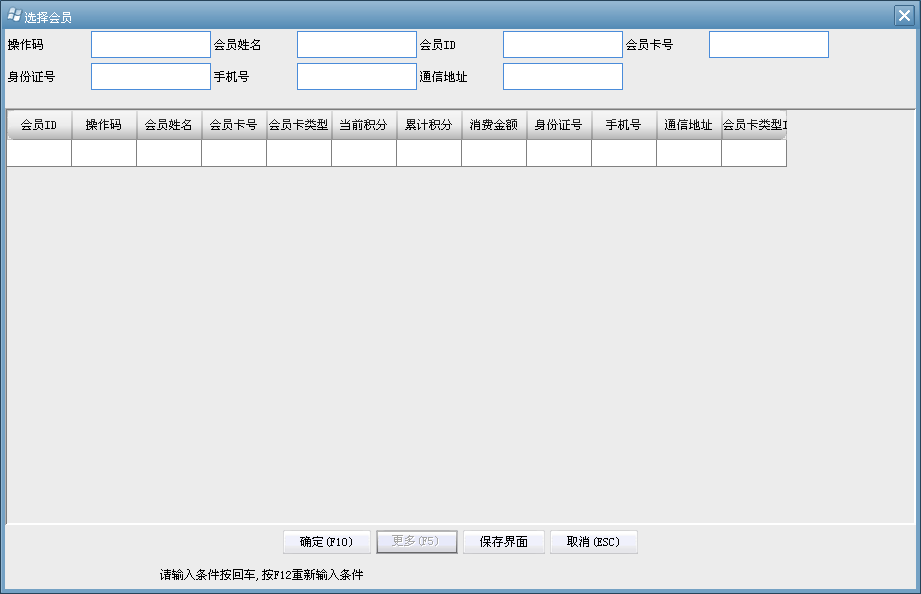 选择会员
操作码 会员姓名 会员ID 会员卡号
身份证号 手机号 通信地址
会员ID 操作码 会员姓名 会员卡号 会员卡类型 当前积分 累计积分 消费金额 身份证号 手机号 通信地址 会员卡类型I
确定(F10) 更多(F5) 保存界面 取消(ESC)
请输入条件按回车,按F12重新输入条件